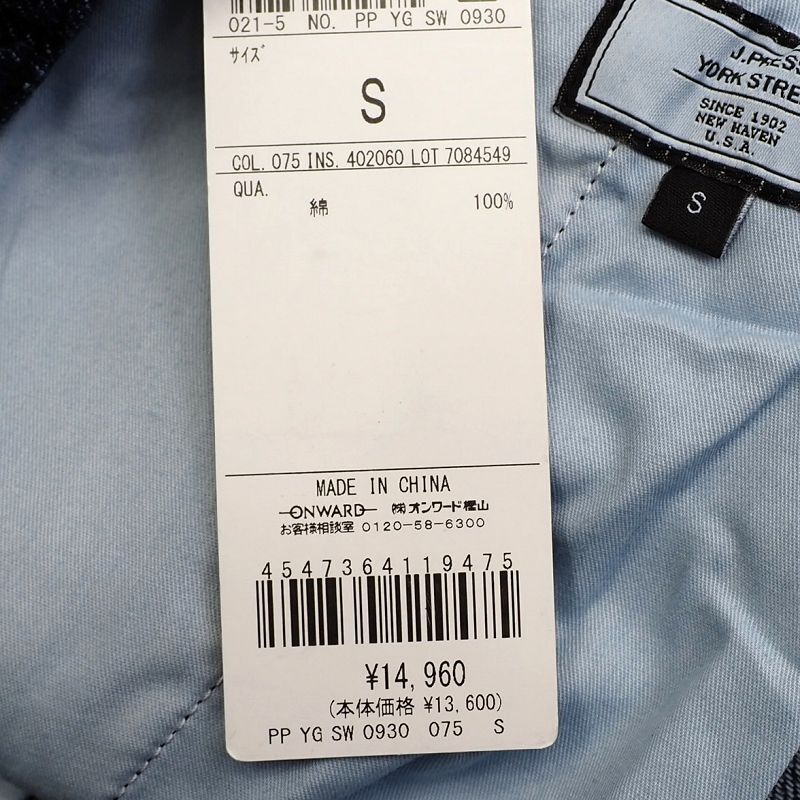 021-5 NO. PP YG SW 0930
サイズ
S
COL. 075 INS. 402060 LOT 7084549
QUA.
綿 100%
MADE IN CHINA
ONWARD ㈱オンワード樫山
お客様相談室 0120-58-6300
4547364119475
¥14,960
(本体価格 ¥13,600)
PP YG SW 0930 075 S
J.PRESS
YORK STRE
SINCE 1902
NEW HAVEN
U.S.A.
S